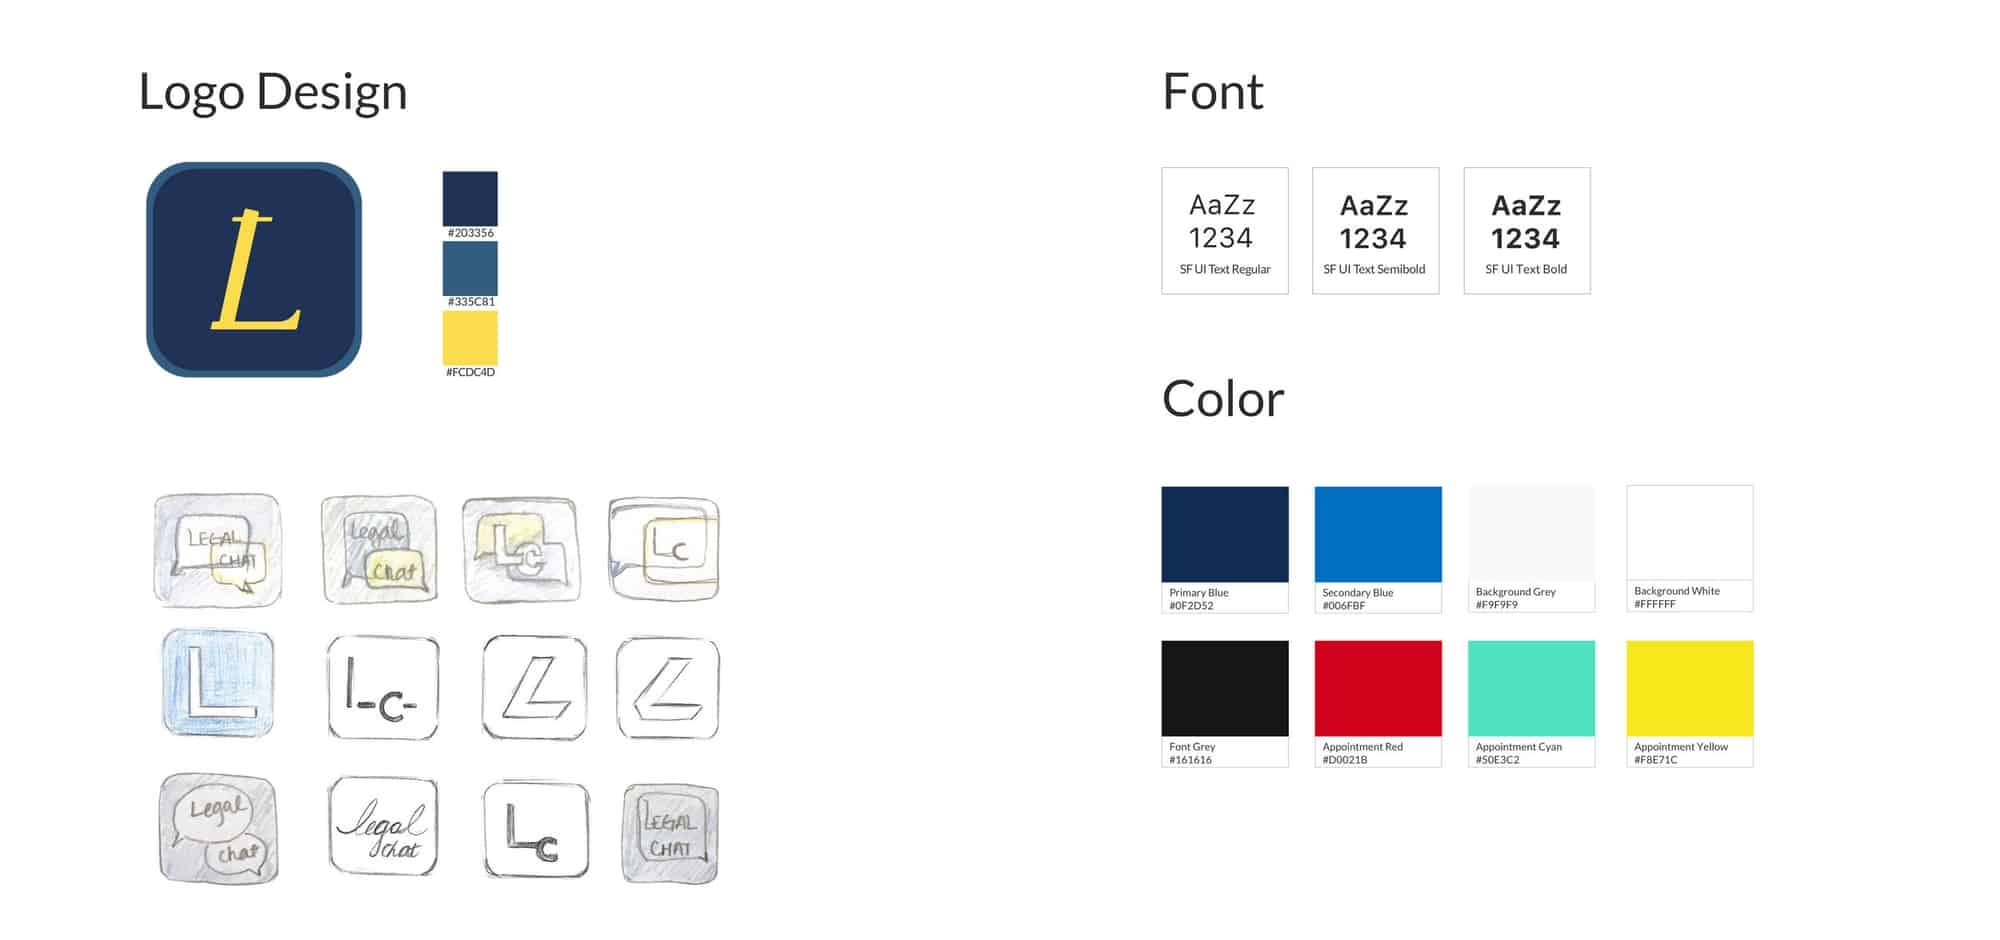 Logo Design
L
#203356
#335C81
#FCDC4D
LEGAL
CHAT
Legal
chat
LC
LC
L
L-C-
L
L
Legal
chat
legal
chat
LC
LEGAL
CHAT
Font
AaZz
1234
SF UI Text Regular
AaZz
1234
SF UI Text Semibold
AaZz
1234
SF UI Text Bold
Color
Primary Blue
#0F2D52
Secondary Blue
#006FBF
Background Grey
#F9F9F9
Background White
#FFFFFF
Font Grey
#161616
Appointment Red
#D0021B
Appointment Cyan
#50E3C2
Appointment Yellow
#F8E71C